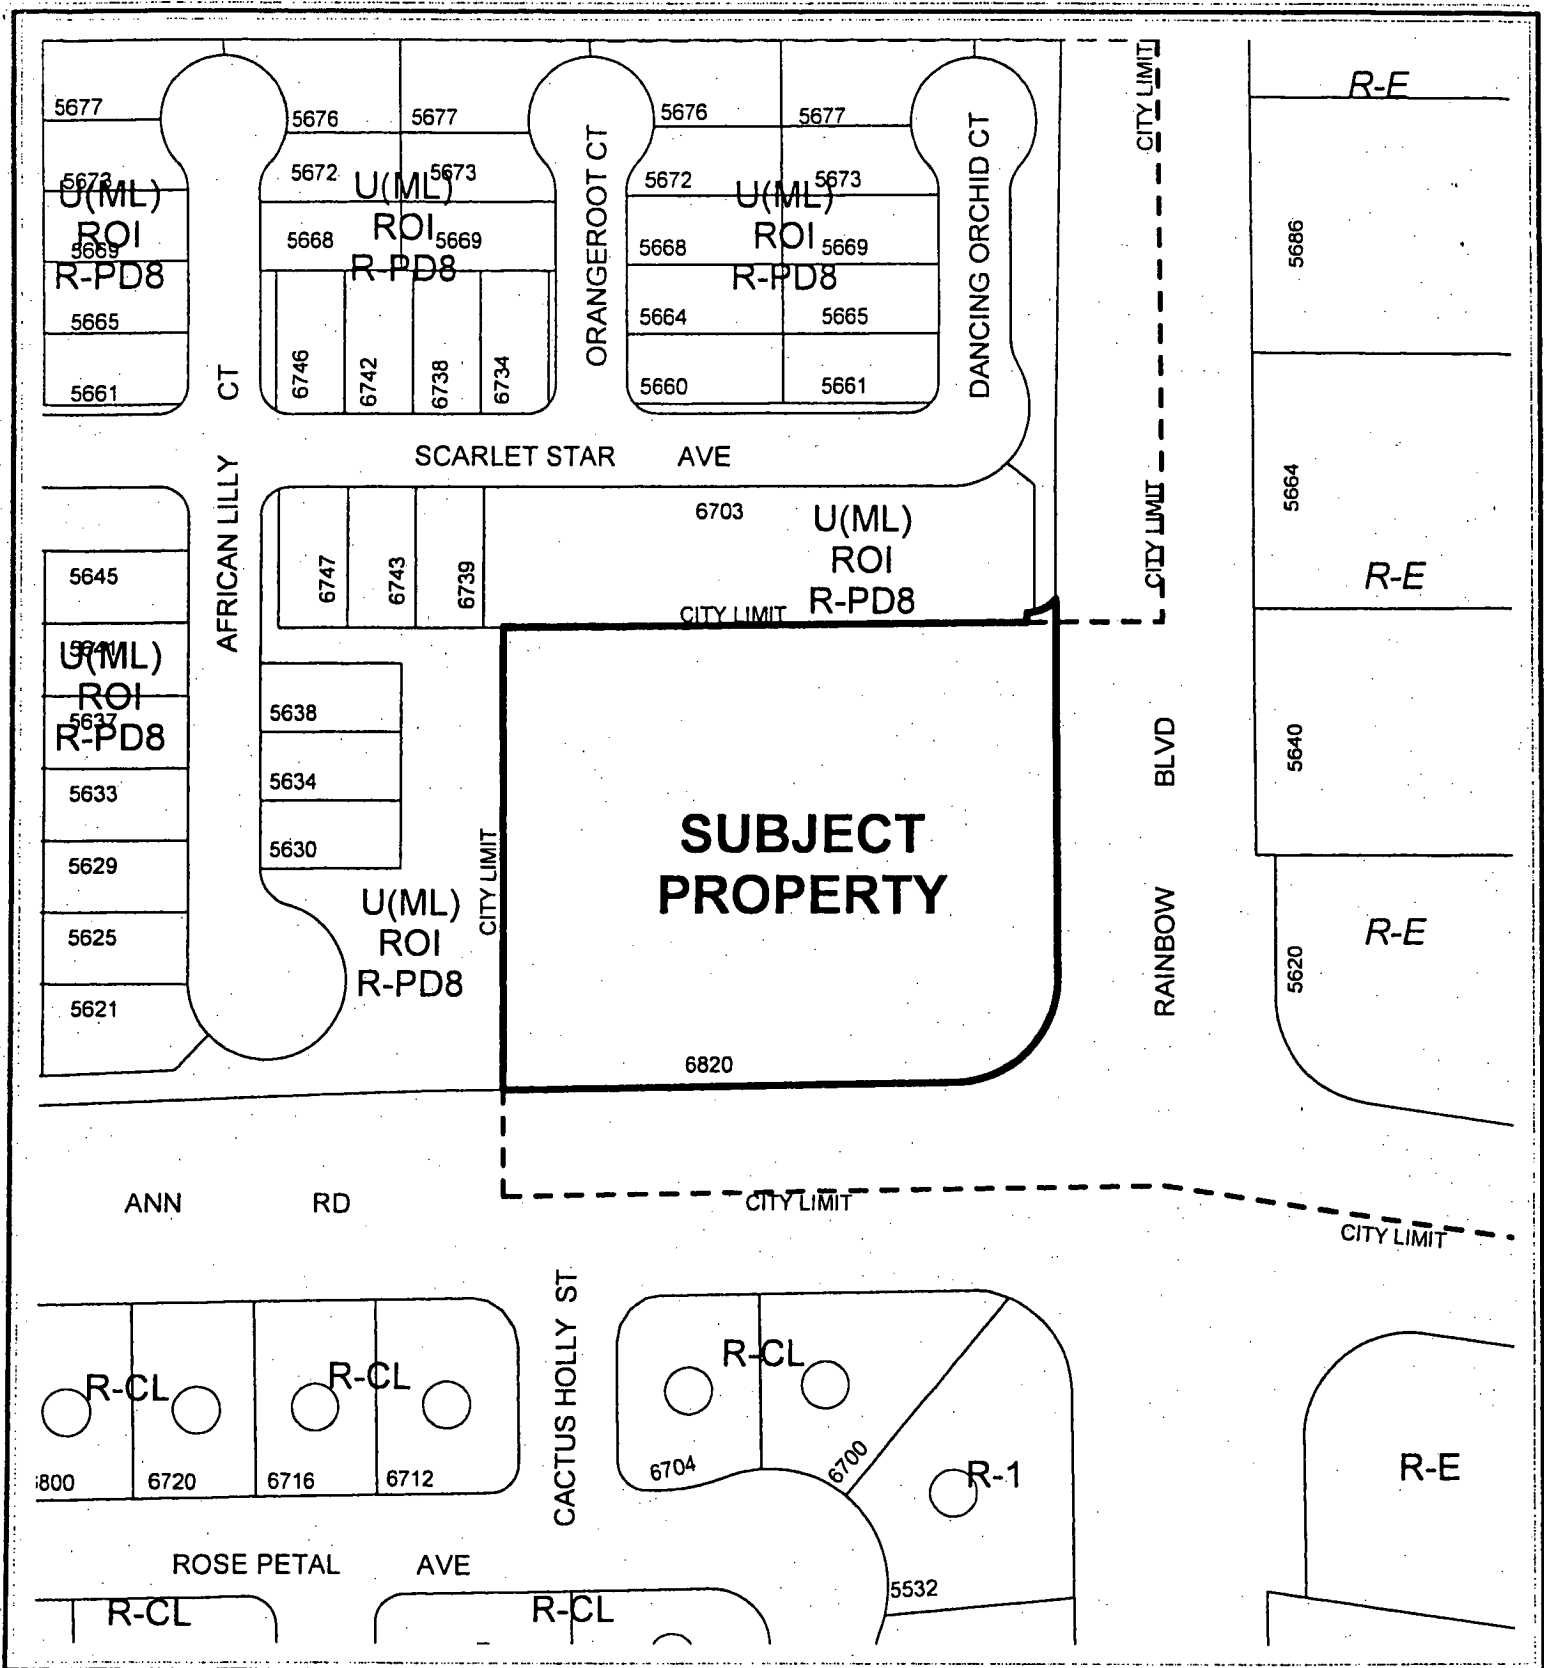 CITY LIMIT
R-E
5677
5676
5677
5676
5677
5673
U(ML)
ROI
5669
R-PD8
5665
5661
5672
5673
U(ML)
ROI
5668
5669
R-PD8
6746
6742
6738
6734
ORANGEROOT CT
5672
5673
U(ML)
ROI
5668
5669
R-PD8
5664
5665
5660
5661
DANCING ORCHID CT
5686
SCARLET STAR AVE
AFRICAN LILLY CT
5664
CITY LIMIT
R-E
6703
U(ML)
ROI
R-PD8
6747
6743
6739
CITY LIMIT
5645
5641
U(ML)
ROI
5637
R-PD8
5633
5629
5625
5621
5638
5634
5630
U(ML)
ROI
R-PD8
CITY LIMIT
SUBJECT
PROPERTY
6820
RAINBOW BLVD
5640
R-E
5620
ANN RD
CITY LIMIT
CITY LIMIT
CACTUS HOLLY ST
R-CL
R-CL
R-CL
6720
6716
6712
6704
6700
R-1
R-E
ROSE PETAL AVE
5532
R-CL
R-CL